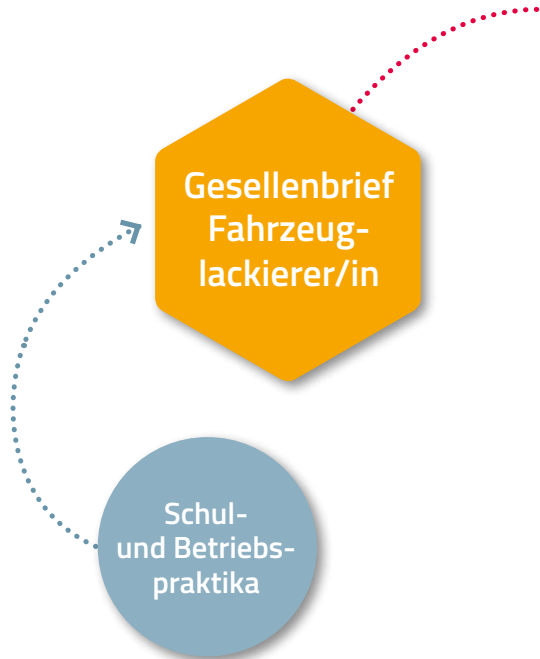 Gesellenbrief
Fahrzeug-
lackierer/in
Schul-
und Betriebs-
praktika